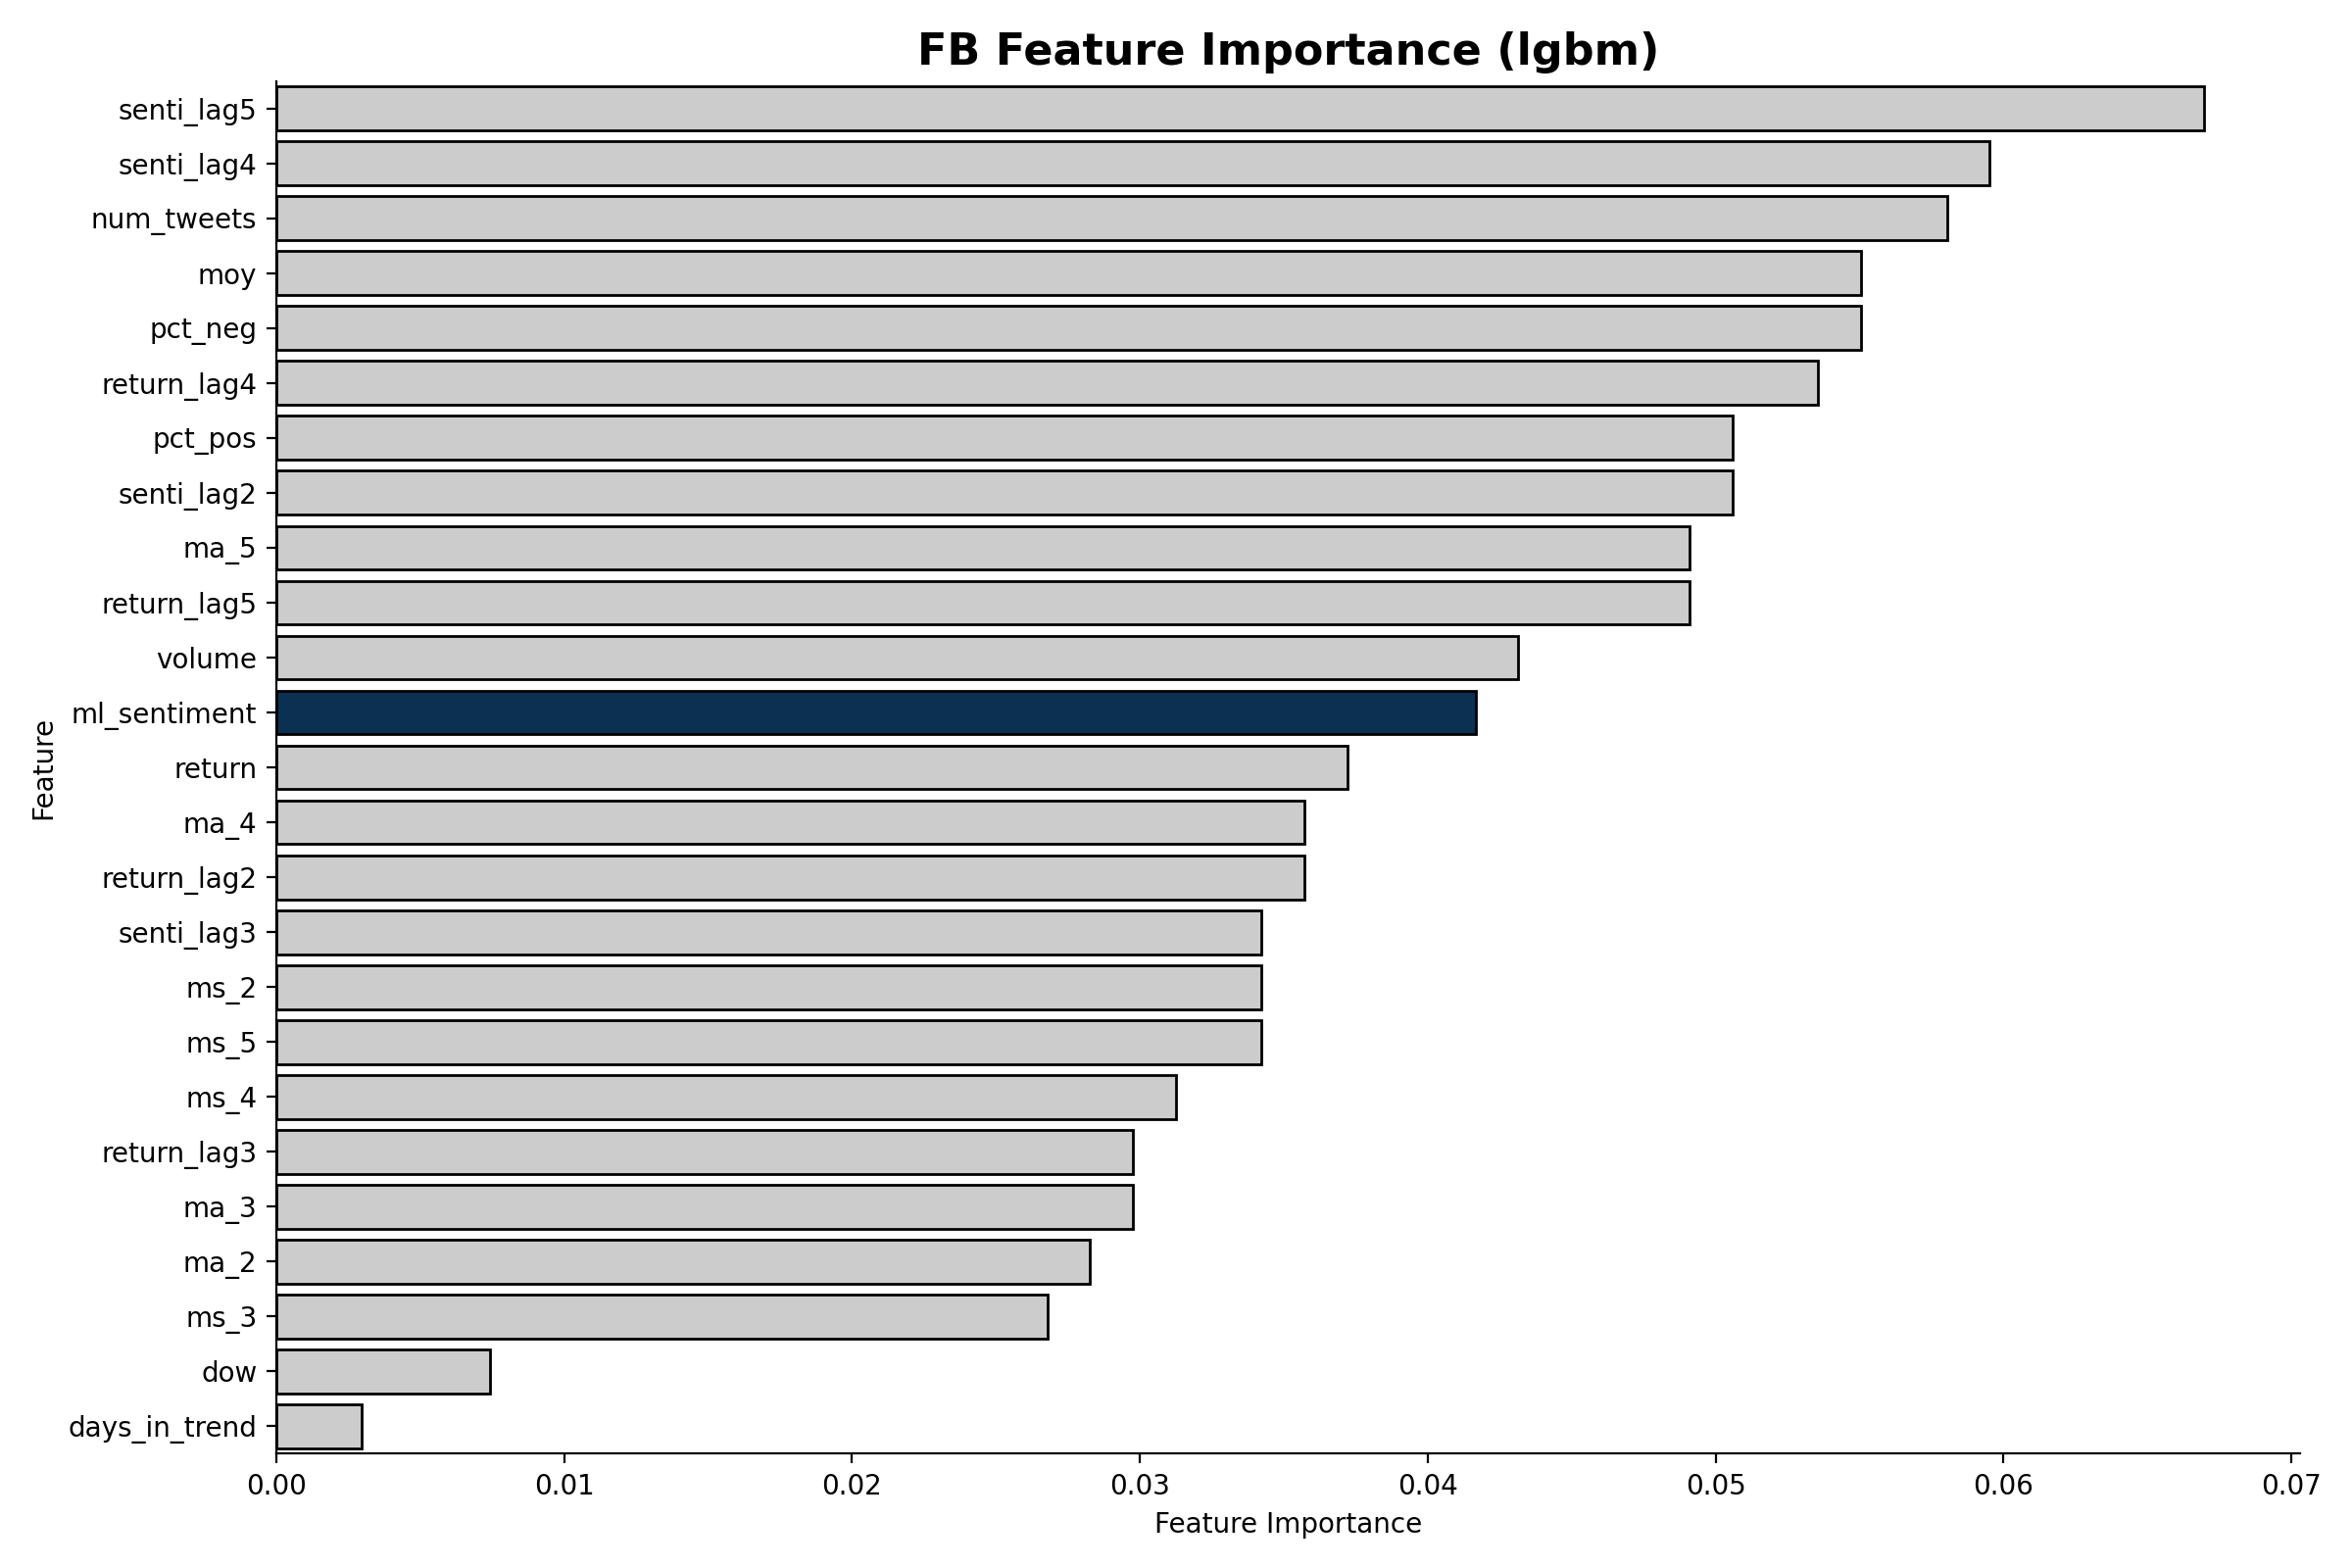 FB Feature Importance (lgbm)
senti_lag5
senti_lag4
num_tweets
moy
pct_neg
return_lag4
pct_pos
senti_lag2
ma_5
return_lag5
volume
ml_sentiment
return
ma_4
return_lag2
senti_lag3
ms_2
ms_5
ms_4
return_lag3
ma_3
ma_2
ms_3
dow
days_in_trend
Feature
0.00 0.01 0.02 0.03 0.04 0.05 0.06 0.07
Feature Importance